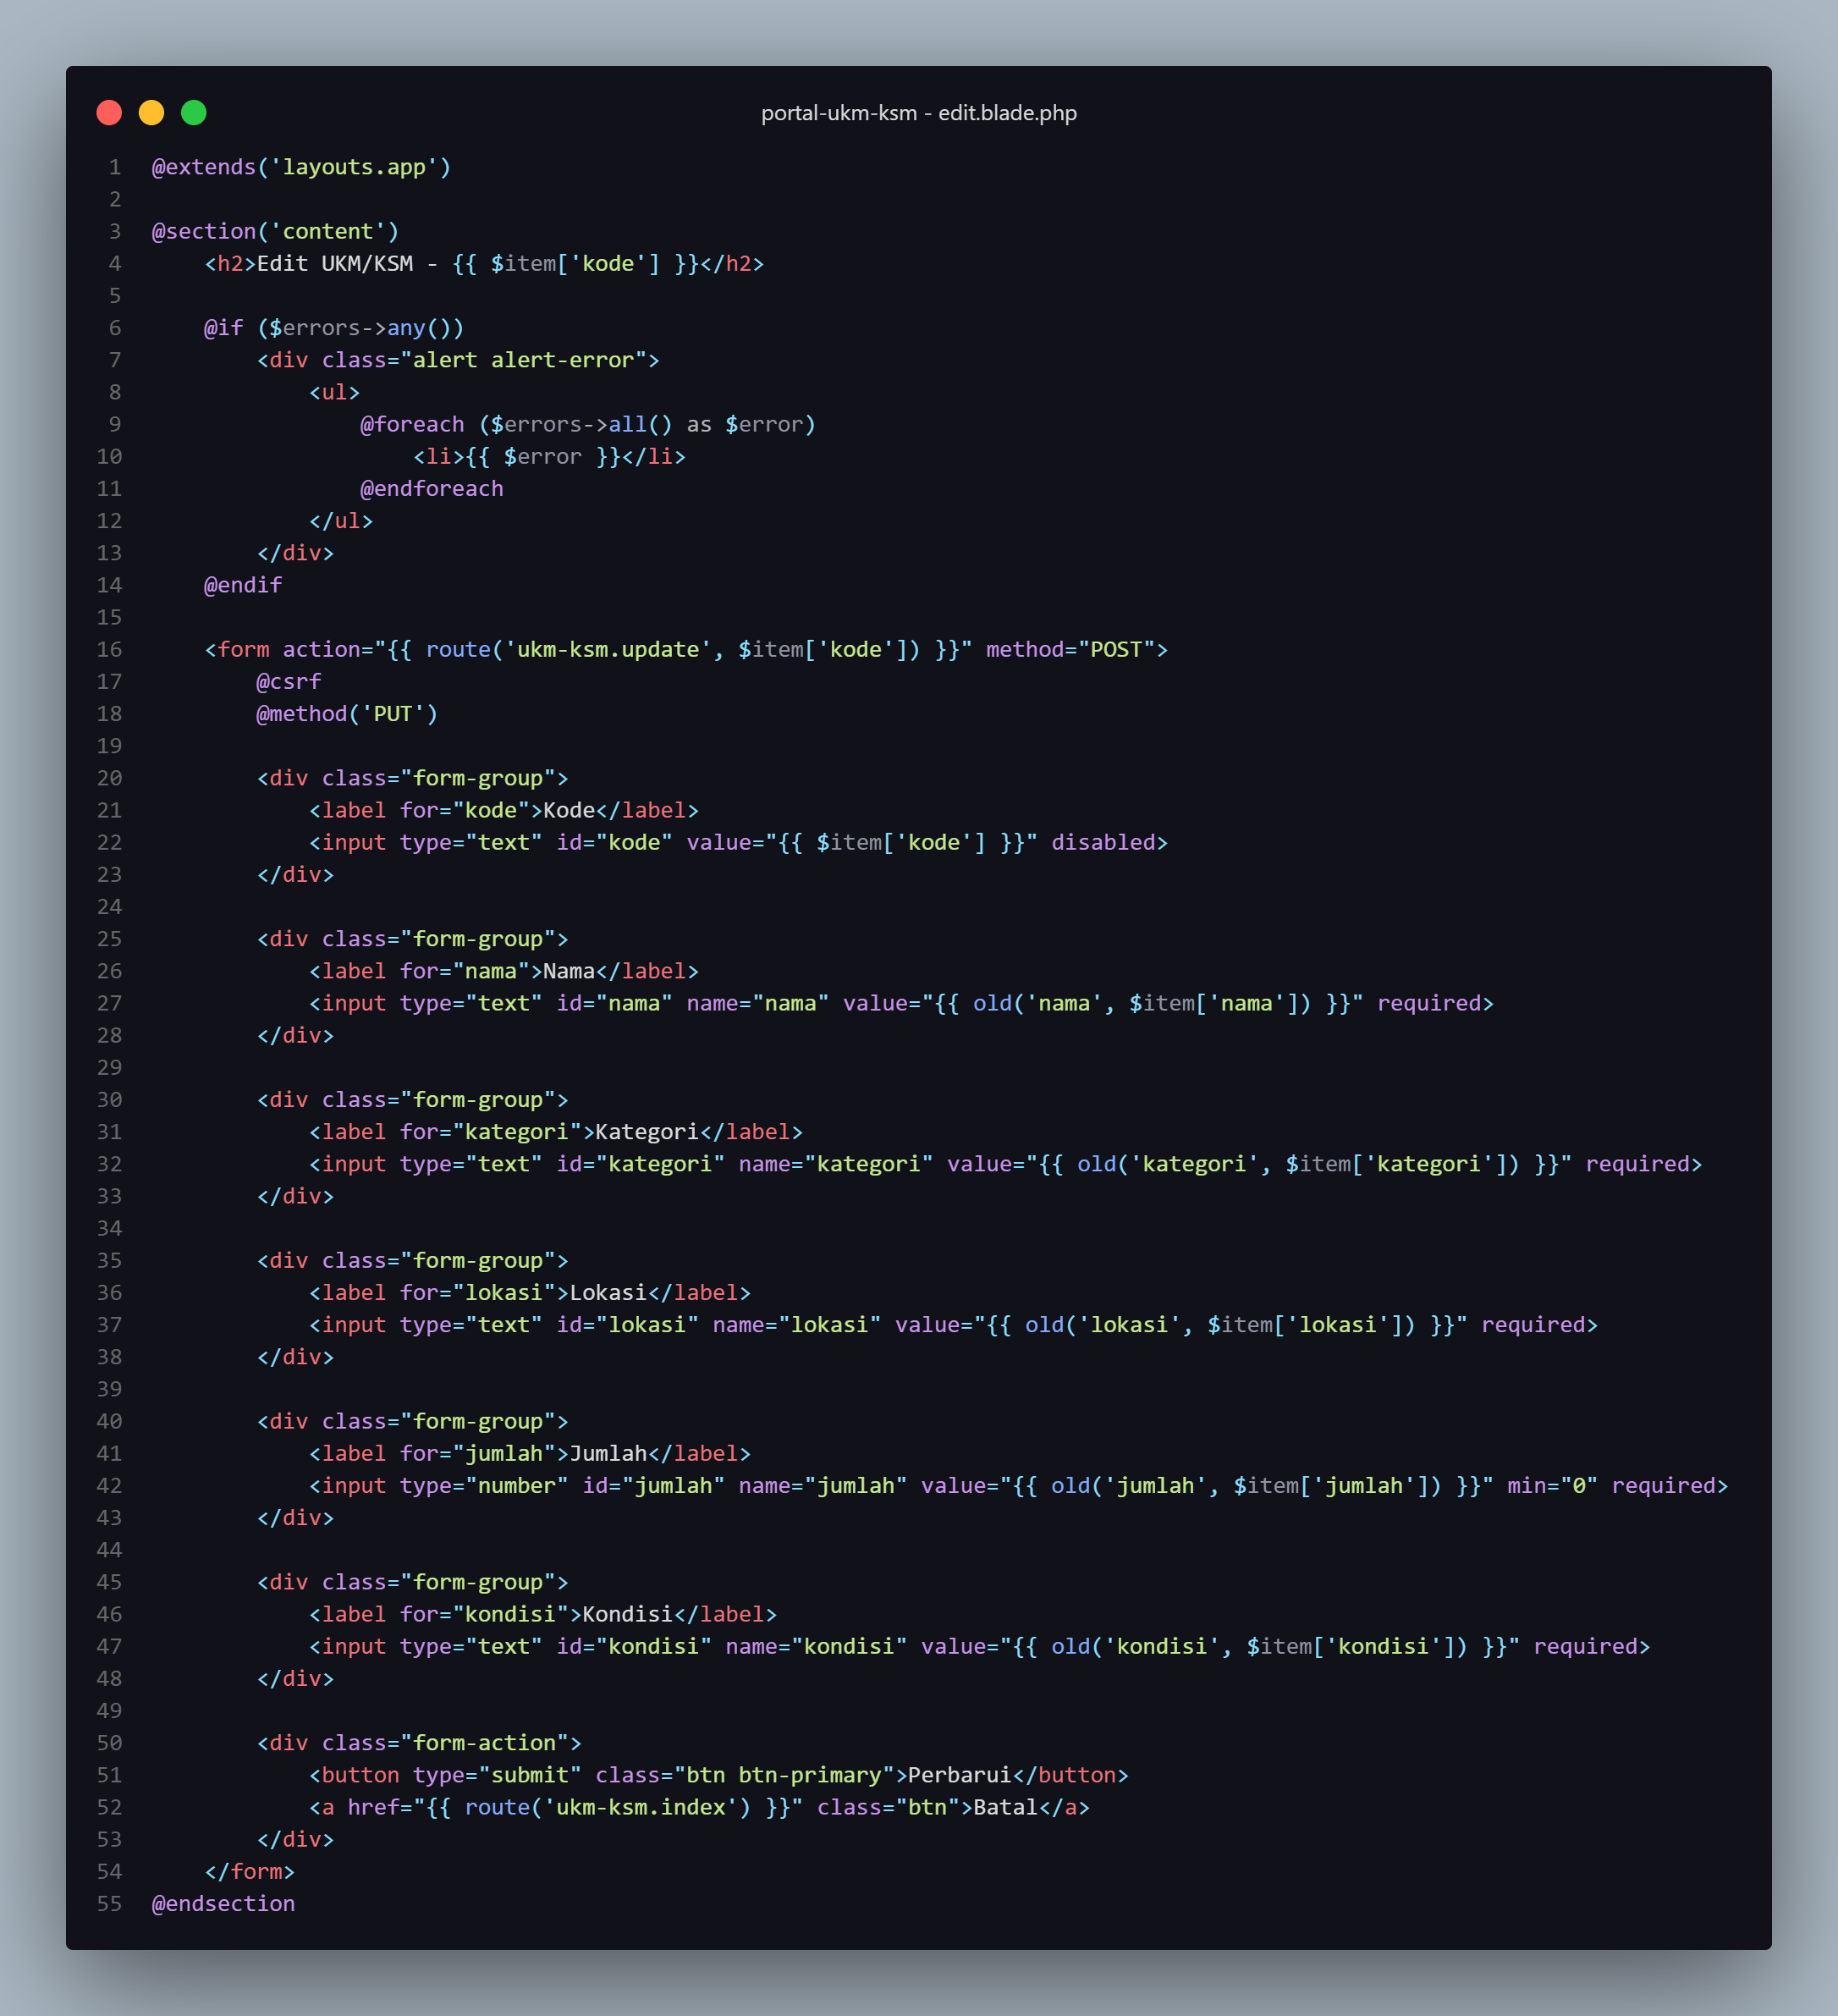 portal-ukm-ksm - edit.blade.php
1 @extends('layouts.app')
2
3 @section('content')
4     <h2>Edit UKM/KSM - {{ $item['kode'] }}</h2>
5
6     @if ($errors->any())
7         <div class="alert alert-error">
8             <ul>
9                 @foreach ($errors->all() as $error)
10                     <li>{{ $error }}</li>
11                 @endforeach
12             </ul>
13         </div>
14     @endif
15
16     <form action="{{ route('ukm-ksm.update', $item['kode']) }}" method="POST">
17         @csrf
18         @method('PUT')
19
20         <div class="form-group">
21             <label for="kode">Kode</label>
22             <input type="text" id="kode" value="{{ $item['kode'] }}" disabled>
23         </div>
24
25         <div class="form-group">
26             <label for="nama">Nama</label>
27             <input type="text" id="nama" name="nama" value="{{ old('nama', $item['nama']) }}" required>
28         </div>
29
30         <div class="form-group">
31             <label for="kategori">Kategori</label>
32             <input type="text" id="kategori" name="kategori" value="{{ old('kategori', $item['kategori']) }}" required>
33         </div>
34
35         <div class="form-group">
36             <label for="lokasi">Lokasi</label>
37             <input type="text" id="lokasi" name="lokasi" value="{{ old('lokasi', $item['lokasi']) }}" required>
38         </div>
39
40         <div class="form-group">
41             <label for="jumlah">Jumlah</label>
42             <input type="number" id="jumlah" name="jumlah" value="{{ old('jumlah', $item['jumlah']) }}" min="0" required>
43         </div>
44
45         <div class="form-group">
46             <label for="kondisi">Kondisi</label>
47             <input type="text" id="kondisi" name="kondisi" value="{{ old('kondisi', $item['kondisi']) }}" required>
48         </div>
49
50         <div class="form-action">
51             <button type="submit" class="btn btn-primary">Perbarui</button>
52             <a href="{{ route('ukm-ksm.index') }}" class="btn">Batal</a>
53         </div>
54     </form>
55 @endsection